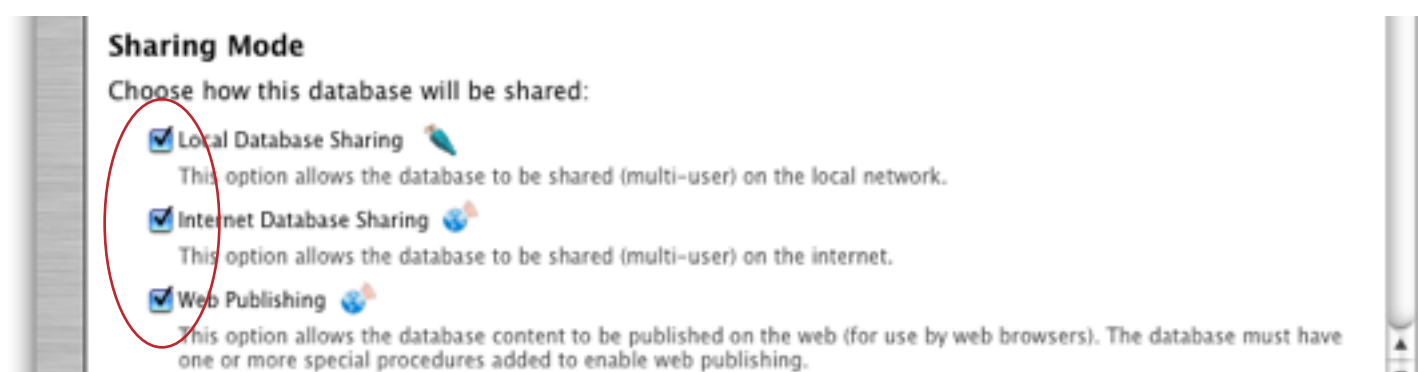 Sharing Mode
Choose how this database will be shared:
Local Database Sharing
This option allows the database to be shared (multi-user) on the local network.
Internet Database Sharing
This option allows the database to be shared (multi-user) on the internet.
Web Publishing
This option allows the database content to be published on the web (for use by web browsers). The database must have
one or more special procedures added to enable web publishing.